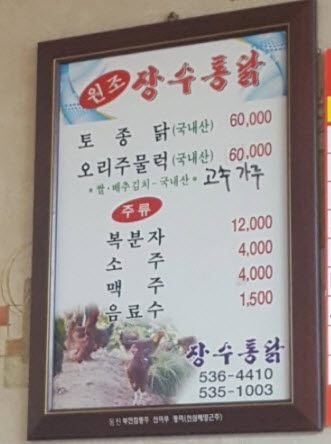 원조 장수통닭
토종닭(국내산) 60,000
오리주물럭(국내산) 60,000
*쌀·배추김치-국내산* 고추가루
주류
복분자 12,000
소주 4,000
맥주 4,000
음료수 1,500
장수통닭
536-4410
535-1003